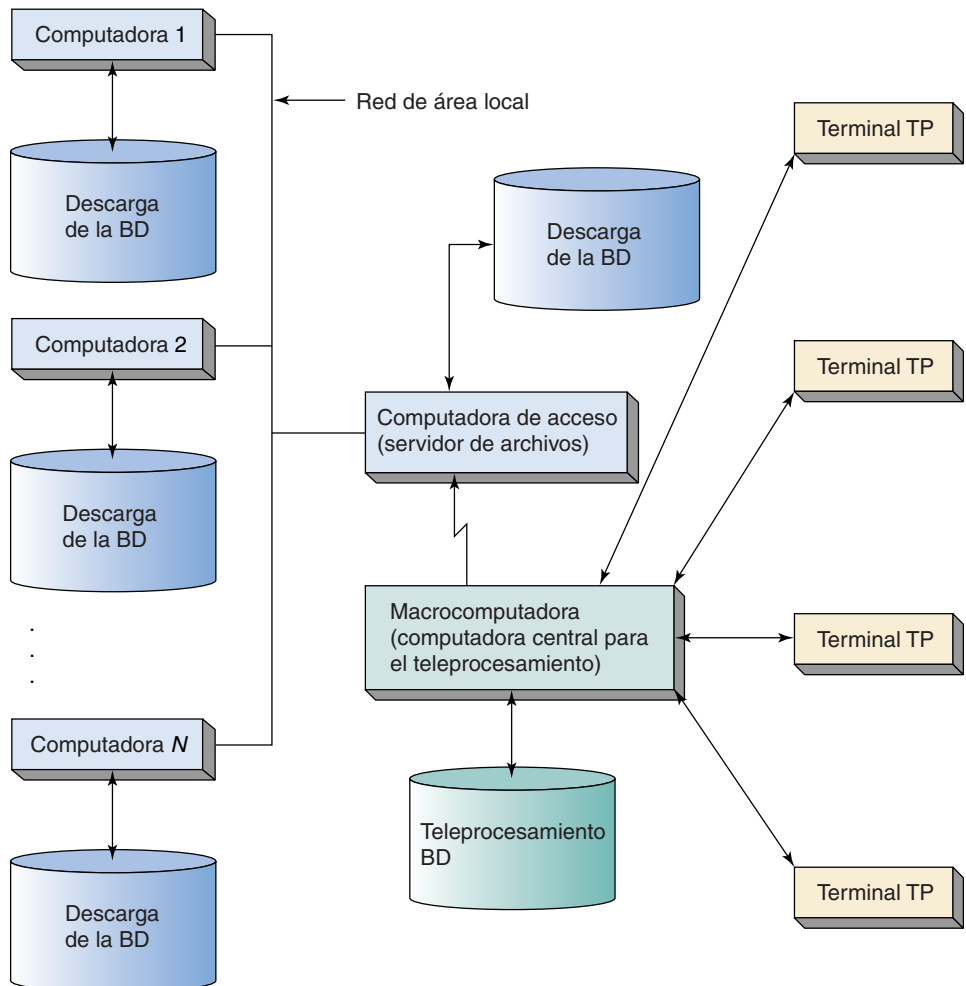 Computadora 1
Descarga
de la BD
Computadora 2
Descarga
de la BD
.
.
.
Computadora N
Descarga
de la BD
Red de área local
Descarga
de la BD
Computadora de acceso
(servidor de archivos)
Macrocomputadora
(computadora central para
el teleprocesamiento)
Teleprocesamiento
BD
Terminal TP
Terminal TP
Terminal TP
Terminal TP